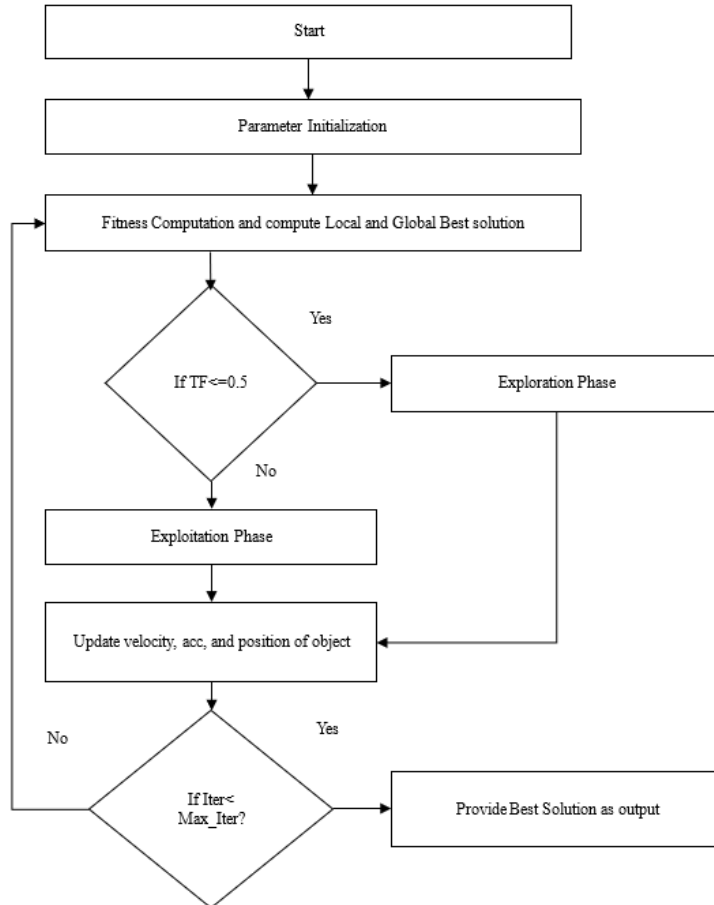 Start
Parameter Initialization
Fitness Computation and compute Local and Global Best solution
Yes
If TF<=0.5
Exploration Phase
No
Exploitation Phase
Update velocity, acc, and position of object
No
Yes
If Iter<
Max_Iter?
Provide Best Solution as output